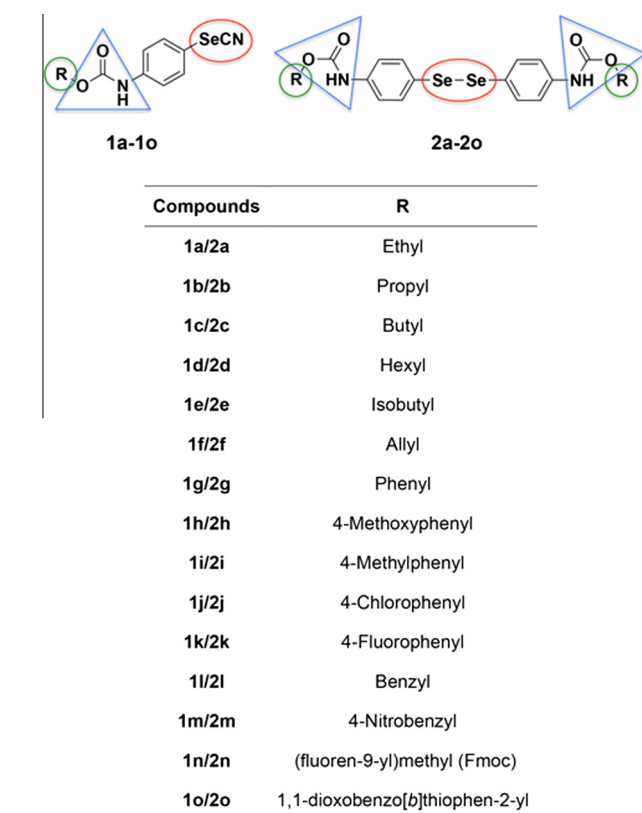 R O O N H SeCN
R O O HN Se Se NH O O R
1a-1o 2a-2o
Compounds R
1a/2a Ethyl
1b/2b Propyl
1c/2c Butyl
1d/2d Hexyl
1e/2e Isobutyl
1f/2f Allyl
1g/2g Phenyl
1h/2h 4-Methoxyphenyl
1i/2i 4-Methylphenyl
1j/2j 4-Chlorophenyl
1k/2k 4-Fluorophenyl
1l/2l Benzyl
1m/2m 4-Nitrobenzyl
1n/2n (fluoren-9-yl)methyl (Fmoc)
1o/2o 1,1-dioxobenzo[b]thiophen-2-yl